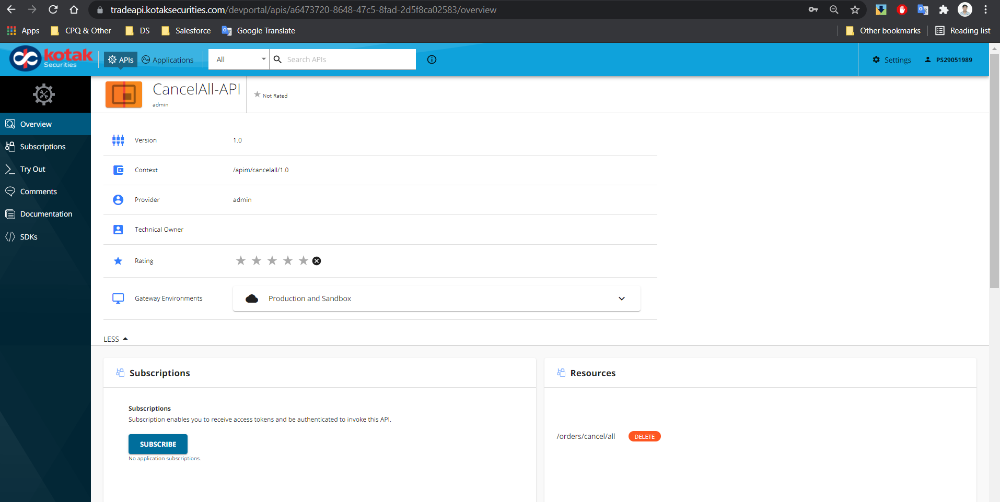 tradeapi.kotaksecurities.com/devportal/apis/a6473720-8648-47c5-8fad-2d5f8ca02583/overview
Apps CPQ & Other DS Salesforce Google Translate Other bookmarks Reading list
kotak
Securities
APIs Applications All Search APIs Settings PS29051989
CancelAll-API
admin
Not Rated
Overview
Subscriptions
Try Out
Comments
Documentation
SDKs
Version 1.0
Context /apim/cancelall/1.0
Provider admin
Technical Owner
Rating
Gateway Environments Production and Sandbox
LESS
Subscriptions
Subscriptions
Subscription enables you to receive access tokens and be authenticated to invoke this API.
SUBSCRIBE
No application subscriptions.
Resources
/orders/cancel/all DELETE